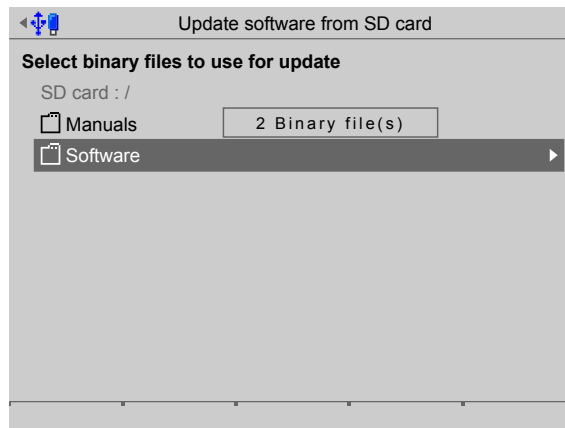 Update software from SD card
Select binary files to use for update
SD card : /
Manuals
2 Binary file(s)
Software